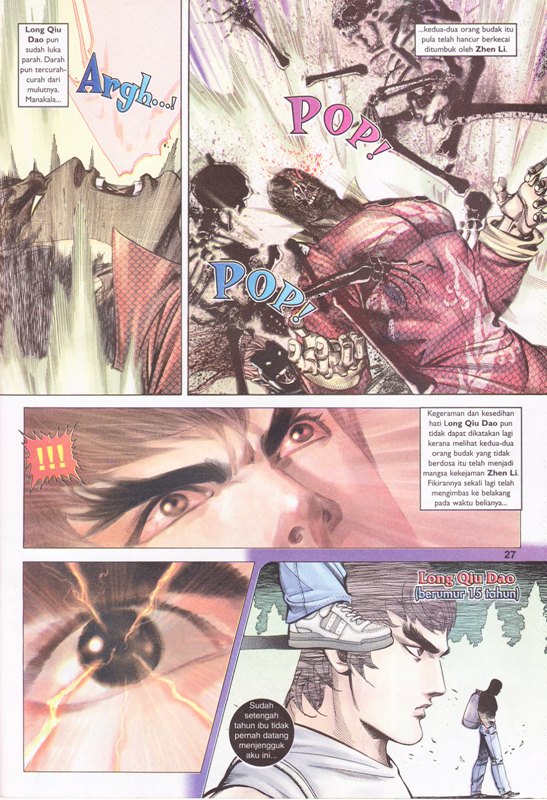 Long Qiu
Dao pun
sudah luka
parah. Darah
pun tercurah-
curah dari
mulutnya.
Manakala...
Argh...!
...kedua-dua orang budak itu
pula telah hancur berkecai
ditumbuk oleh Zhen Li.
POP!
POP!
!!!
Kegeraman dan kesedihan
hati Long Qiu Dao pun
tidak dapat dikatakan lagi
kerana melihat kedua-dua
orang budak yang tidak
berdosa itu telah menjadi
mangsa kekejaman Zhen Li.
Fikirannya sekali lagi telah
mengimbas ke belakang
pada waktu belianya...
27
Long Qiu Dao
(berumur 15 tahun)
Sudah
setengah
tahun ibu tidak
pernah datang
menjengguk
aku ini...